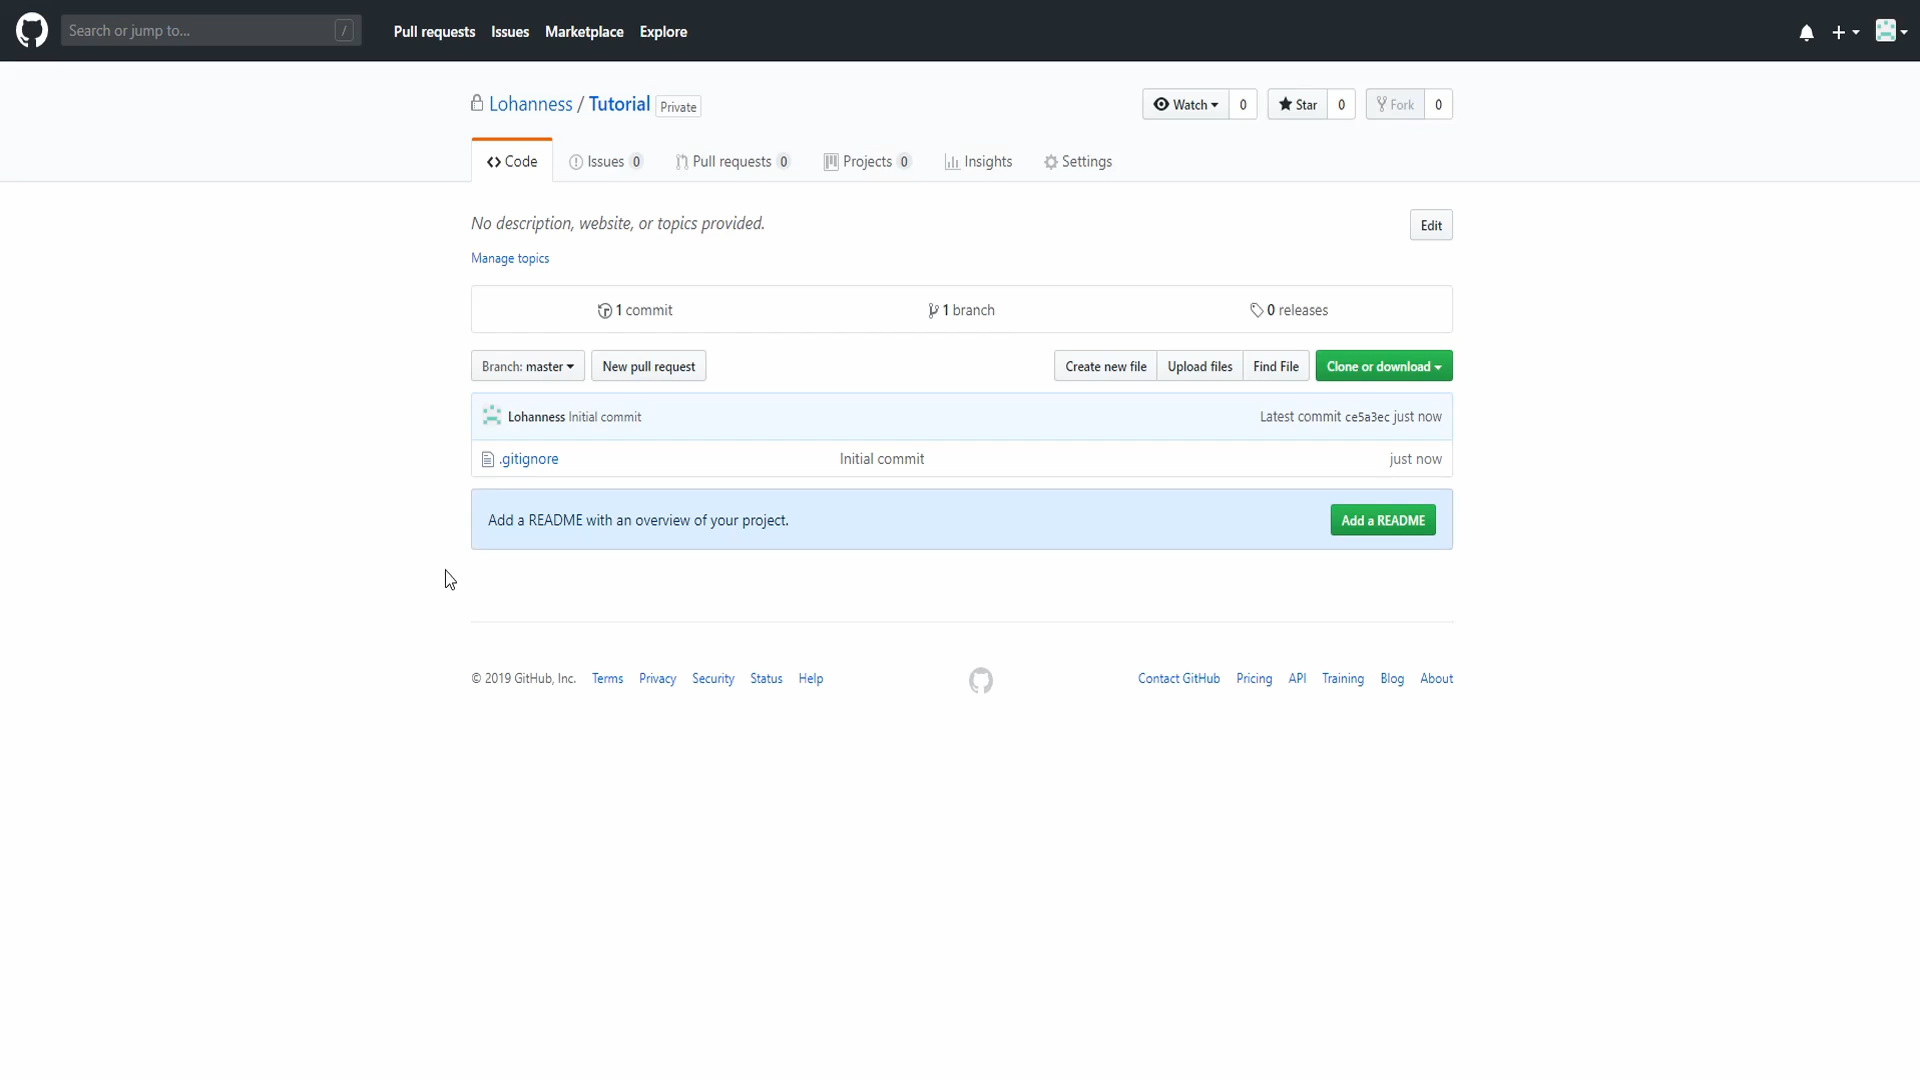 Search or jump to... /
Pull requests Issues Marketplace Explore
Lohanness / Tutorial Private
Watch 0 Star 0 Fork 0
Code Issues 0 Pull requests 0 Projects 0 Insights Settings
No description, website, or topics provided.
Edit
Manage topics
1 commit 1 branch 0 releases
Branch: master New pull request Create new file Upload files Find File Clone or download
Lohanness Initial commit Latest commit ce5a3ec just now
.gitignore Initial commit just now
Add a README with an overview of your project. Add a README
© 2019 GitHub, Inc. Terms Privacy Security Status Help Contact GitHub Pricing API Training Blog About